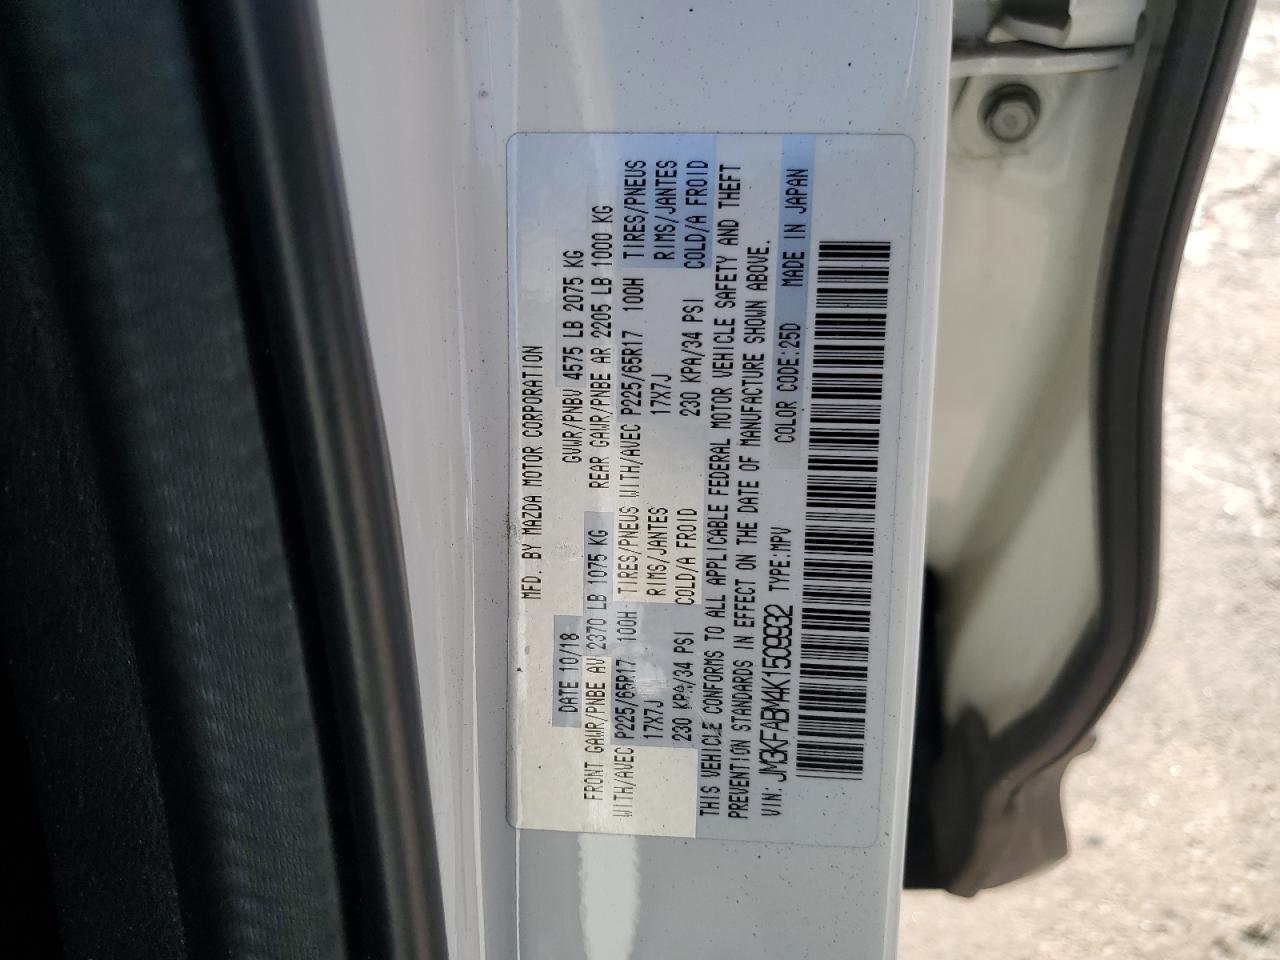 MFD. BY MAZDA MOTOR CORPORATION
DATE 10/18 GVWR/PNBV 4575 LB 2075 KG
FRONT GAWR/PNBE AV 2370 LB 1075 KG REAR GAWR/PNBE AR 2205 LB 1000 KG
WITH/AVEC P225/65R17 100H TIRES/PNEUS WITH/AVEC P225/65R17 100H TIRES/PNEUS
17X7J RIMS/JANTES 17X7J RIMS/JANTES
230 KPA/34 PSI COLD/A FROID 230 KPA/34 PSI COLD/A FROID
THIS VEHICLE CONFORMS TO ALL APPLICABLE FEDERAL MOTOR VEHICLE SAFETY AND THEFT
PREVENTION STANDARDS IN EFFECT ON THE DATE OF MANUFACTURE SHOWN ABOVE.
VIN: JM3KFABM4K1509932 TYPE:MPV COLOR CODE:25D MADE IN JAPAN